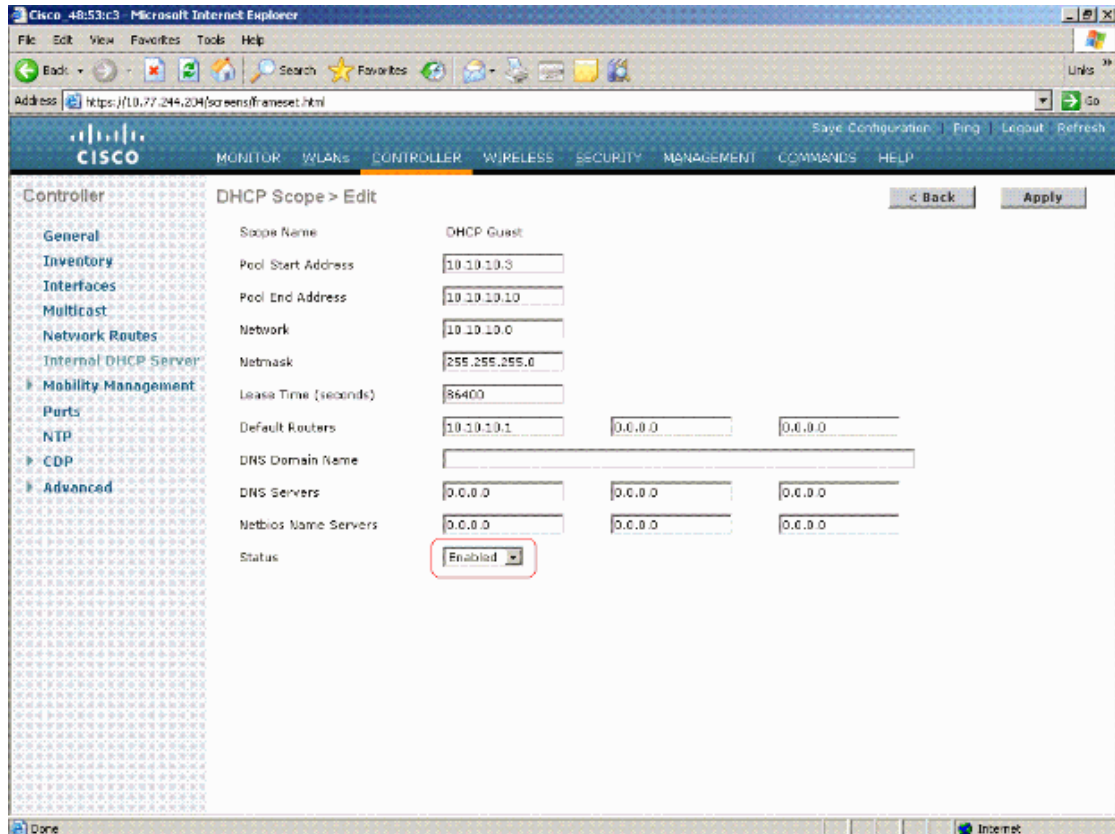 Cisco_48:53:c3 - Microsoft Internet Explorer
File Edit View Favorites Tools Help
Back Search Favorites Links »
Address https://10.77.244.204/screens/frameset.html Go
Save Configuration | Ping | Logout | Refresh
CISCO
MONITOR WLANs CONTROLLER WIRELESS SECURITY MANAGEMENT COMMANDS HELP
Controller
General
Inventory
Interfaces
Multicast
Network Routes
Internal DHCP Server
Mobility Management
Ports
NTP
CDP
Advanced
DHCP Scope > Edit
< Back Apply
Scope Name DHCP Guest
Pool Start Address 10.10.10.3
Pool End Address 10.10.10.10
Network 10.10.10.0
Netmask 255.255.255.0
Lease Time (seconds) 86400
Default Routers 10.10.10.1 0.0.0.0 0.0.0.0
DNS Domain Name
DNS Servers 0.0.0.0 0.0.0.0 0.0.0.0
Netbios Name Servers 0.0.0.0 0.0.0.0 0.0.0.0
Status Enabled
Done Internet